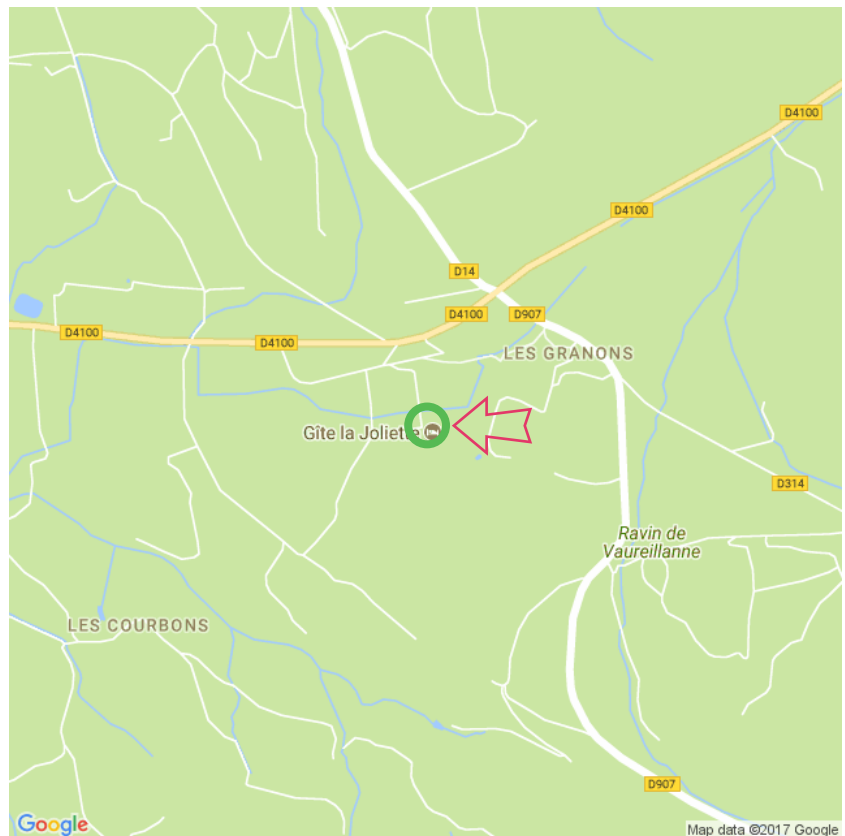 D4100
D4100
D14
D4100
D907
D4100
D4100
LES GRANONS
Gîte la Joliette
D314
Ravin de
Vaureillanne
LES COURBONS
D907
Google
Map data ©2017 Google